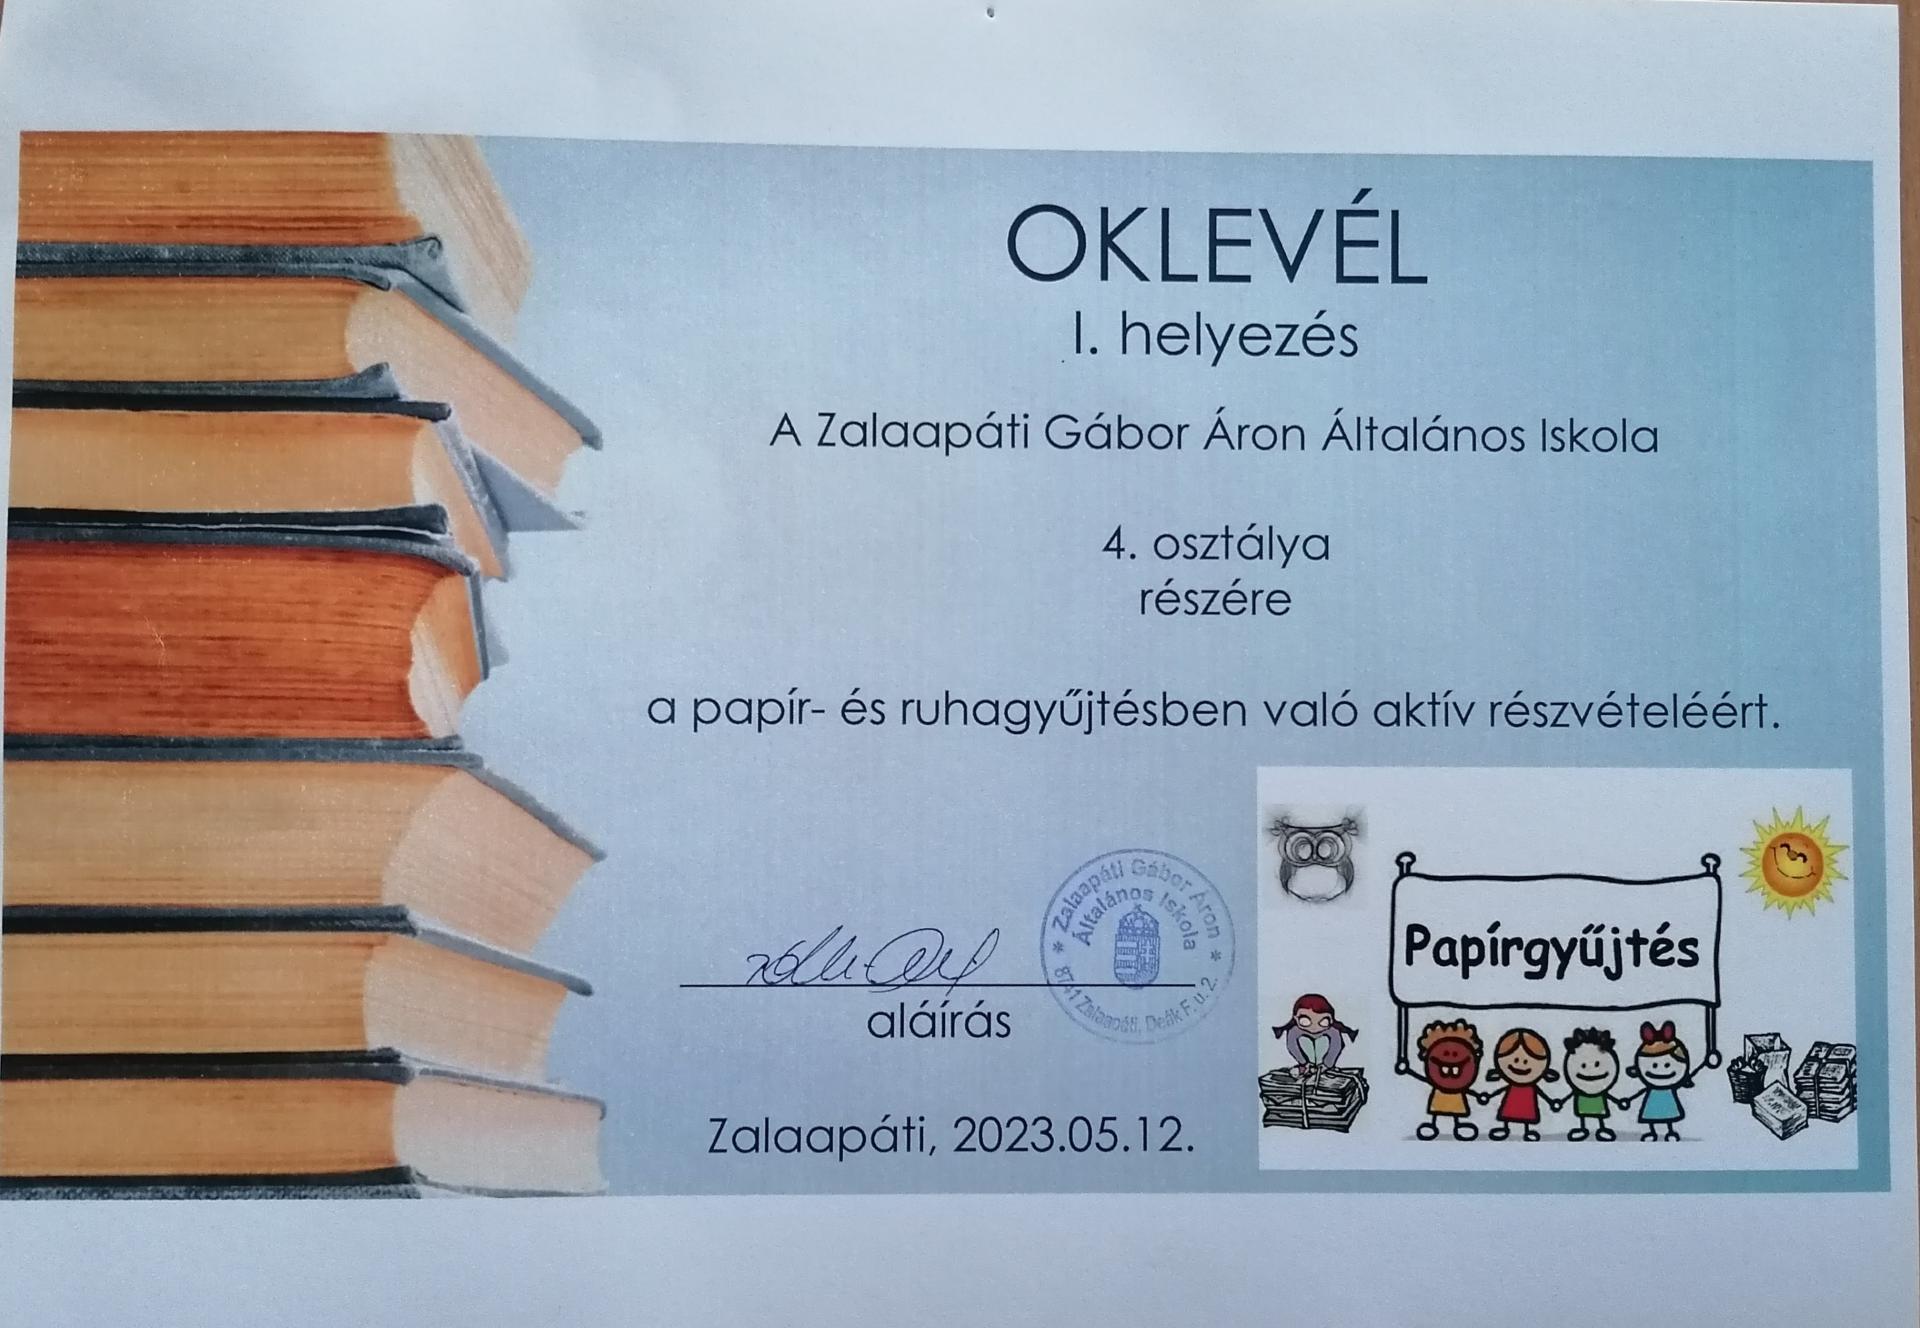 OKLEVÉL
I. helyezés
A Zalaapáti Gábor Áron Általános Iskola
4. osztálya
részére
a papír- és ruhagyűjtésben való aktív részvételéért.
aláírás
Zalaapáti, 2023.05.12.
Zalaapáti Gábor Áron
Általános Iskola
* 8741 Zalaapáti, Deák F. u. 2. *
Papírgyűjtés